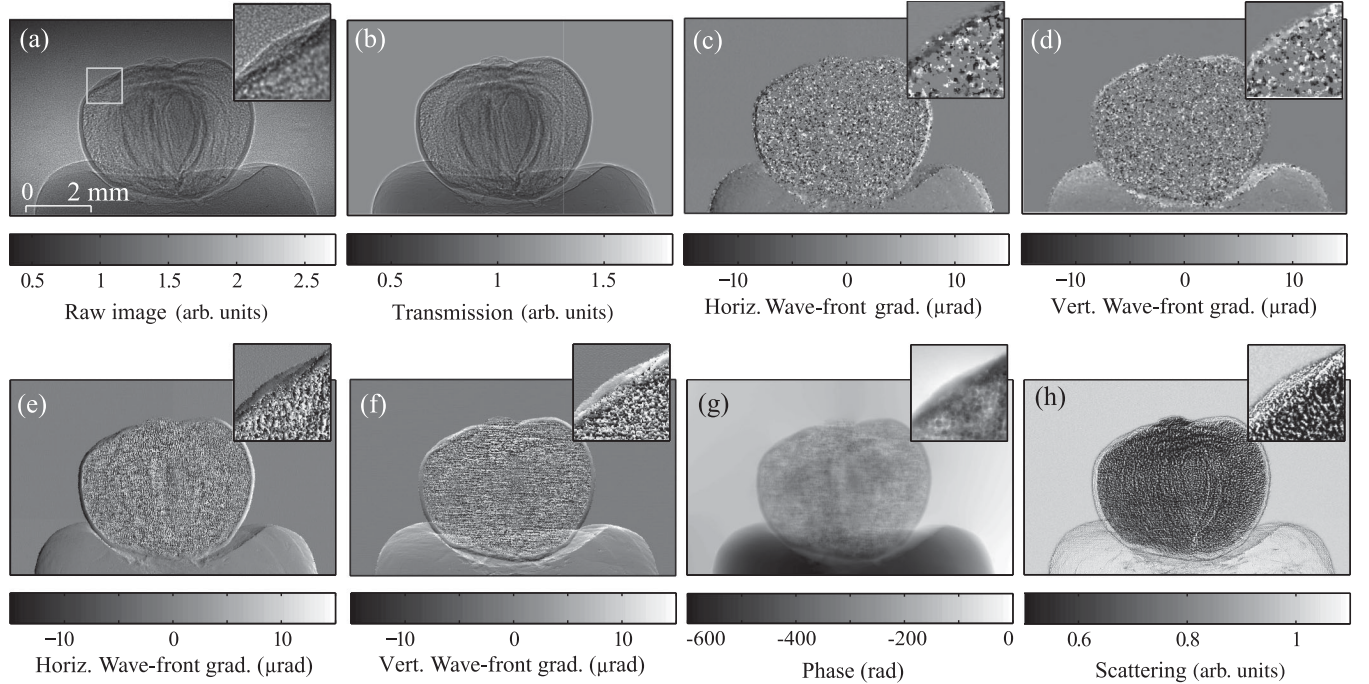 (a)
(b)
(c)
(d)
0 2 mm
0.5 1 1.5 2 2.5
Raw image (arb. units)
0.5 1 1.5
Transmission (arb. units)
−10 0 10
Horiz. Wave-front grad. (μrad)
−10 0 10
Vert. Wave-front grad. (μrad)
(e)
(f)
(g)
(h)
−10 0 10
Horiz. Wave-front grad. (μrad)
−10 0 10
Vert. Wave-front grad. (μrad)
-600 -400 -200 0
Phase (rad)
0.6 0.8 1
Scattering (arb. units)